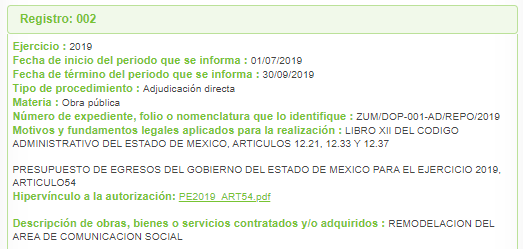 Registro: 002
Ejercicio : 2019
Fecha de inicio del periodo que se informa : 01/07/2019
Fecha de término del periodo que se informa : 30/09/2019
Tipo de procedimiento : Adjudicación directa
Materia : Obra pública
Número de expediente, folio o nomenclatura que lo identifique : ZUM/DOP-001-AD/REPO/2019
Motivos y fundamentos legales aplicados para la realización : LIBRO XII DEL CODIGO
ADMINISTRATIVO DEL ESTADO DE MEXICO, ARTICULOS 12.21, 12.33 Y 12.37
PRESUPUESTO DE EGRESOS DEL GOBIERNO DEL ESTADO DE MEXICO PARA EL EJERCICIO 2019,
ARTICULO54
Hipervínculo a la autorización: PE2019_ART54.pdf
Descripción de obras, bienes o servicios contratados y/o adquiridos : REMODELACION DEL
AREA DE COMUNICACION SOCIAL